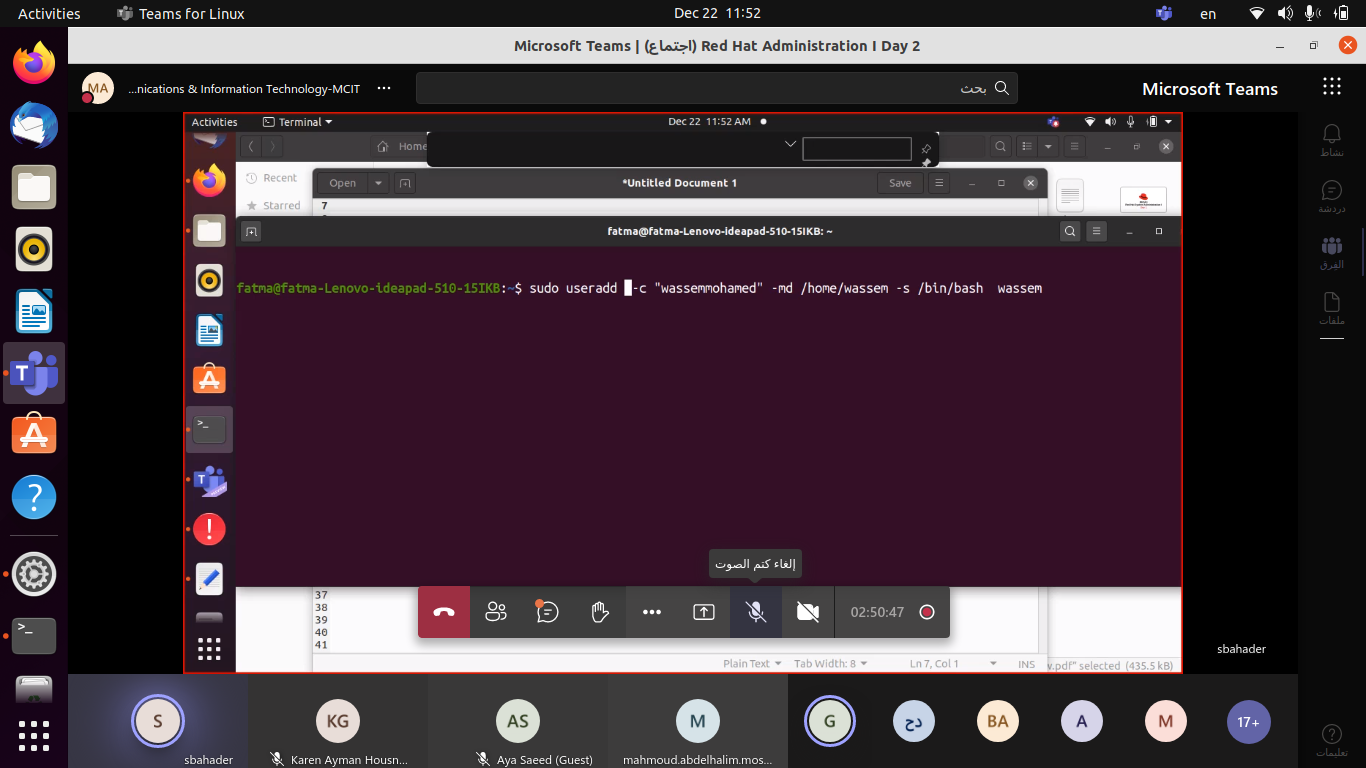 Activities
Teams for Linux
Dec 22 11:52
en
Microsoft Teams | (اجتماع) Red Hat Administration I Day 2
MA
...nications & Information Technology-MCIT
بحث
Microsoft Teams
نشاط
دردشة
الفِرق
ملفات
تعليمات
Activities
Terminal
Dec 22 11:52 AM
Home
Recent
Starred
Open
*Untitled Document 1
Save
7
fatma@fatma-Lenovo-ideapad-510-15IKB: ~
fatma@fatma-Lenovo-ideapad-510-15IKB:~$ sudo useradd -c "wassemmohamed" -md /home/wassem -s /bin/bash wassem
إلغاء كتم الصوت
02:50:47
37
38
39
40
41
Plain Text
Tab Width: 8
Ln 7, Col 1
INS
w.pdf" selected (435.5 kB)
sbahader
S
KG
AS
M
G
دح
BA
A
M
17+
sbahader
Karen Ayman Housn...
Aya Saeed (Guest)
mahmoud.abdelhalim.mos...